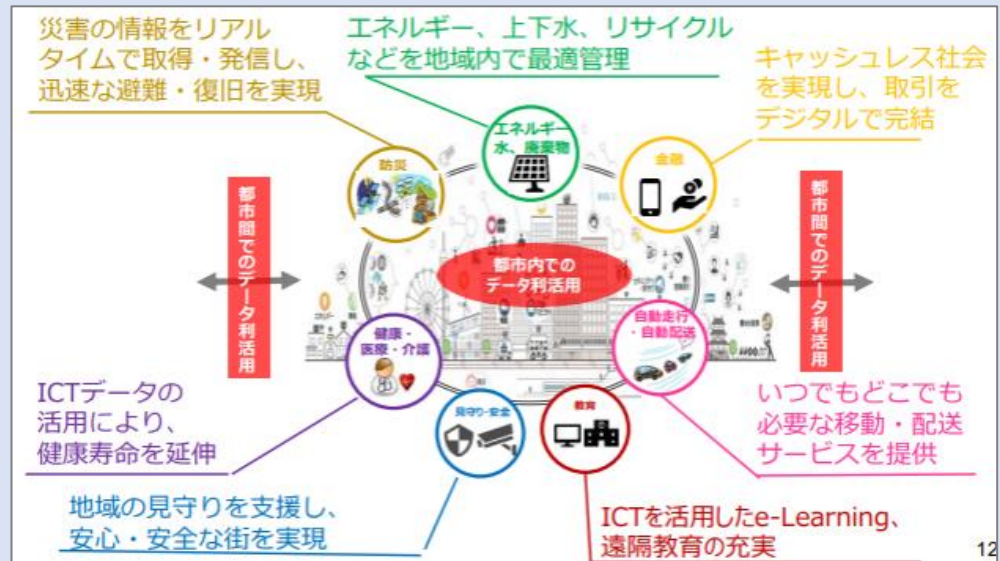 災害の情報をリアル
タイムで取得・発信し、
迅速な避難・復旧を実現
エネルギー、上下水、リサイクル
などを地域内で最適管理
キャッシュレス社会
を実現し、取引を
デジタルで完結
エネルギー
水、廃棄物
防災
金融
都市間でのデータ利活用
都市内での
データ利活用
都市間でのデータ利活用
健康・
医療・介護
自動走行
・自動配送
見守り・安全
教育
ICTデータの
活用により、
健康寿命を延伸
いつでもどこでも
必要な移動・配送
サービスを提供
地域の見守りを支援し、
安心・安全な街を実現
ICTを活用したe-Learning、
遠隔教育の充実
12